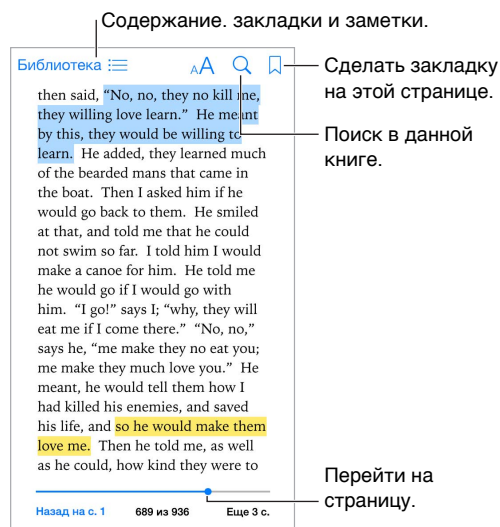 Содержание. закладки и заметки.
Библиотека
AA
Сделать закладку
на этой странице.
Поиск в данной
книге.
then said, “No, no, they no kill me,
they willing love learn.” He meant
by this, they would be willing to
learn. He added, they learned much
of the bearded mans that came in
the boat. Then I asked him if he
would go back to them. He smiled
at that, and told me that he could
not swim so far. I told him I would
make a canoe for him. He told me
he would go if I would go with
him. “I go!” says I; “why, they will
eat me if I come there.” “No, no,”
says he, “me make they no eat you;
me make they much love you.” He
meant, he would tell them how I
had killed his enemies, and saved
his life, and so he would make them
love me. Then he told me, as well
as he could, how kind they were to
Перейти на
страницу.
Назад на с. 1 689 из 936 Еще 3 с.